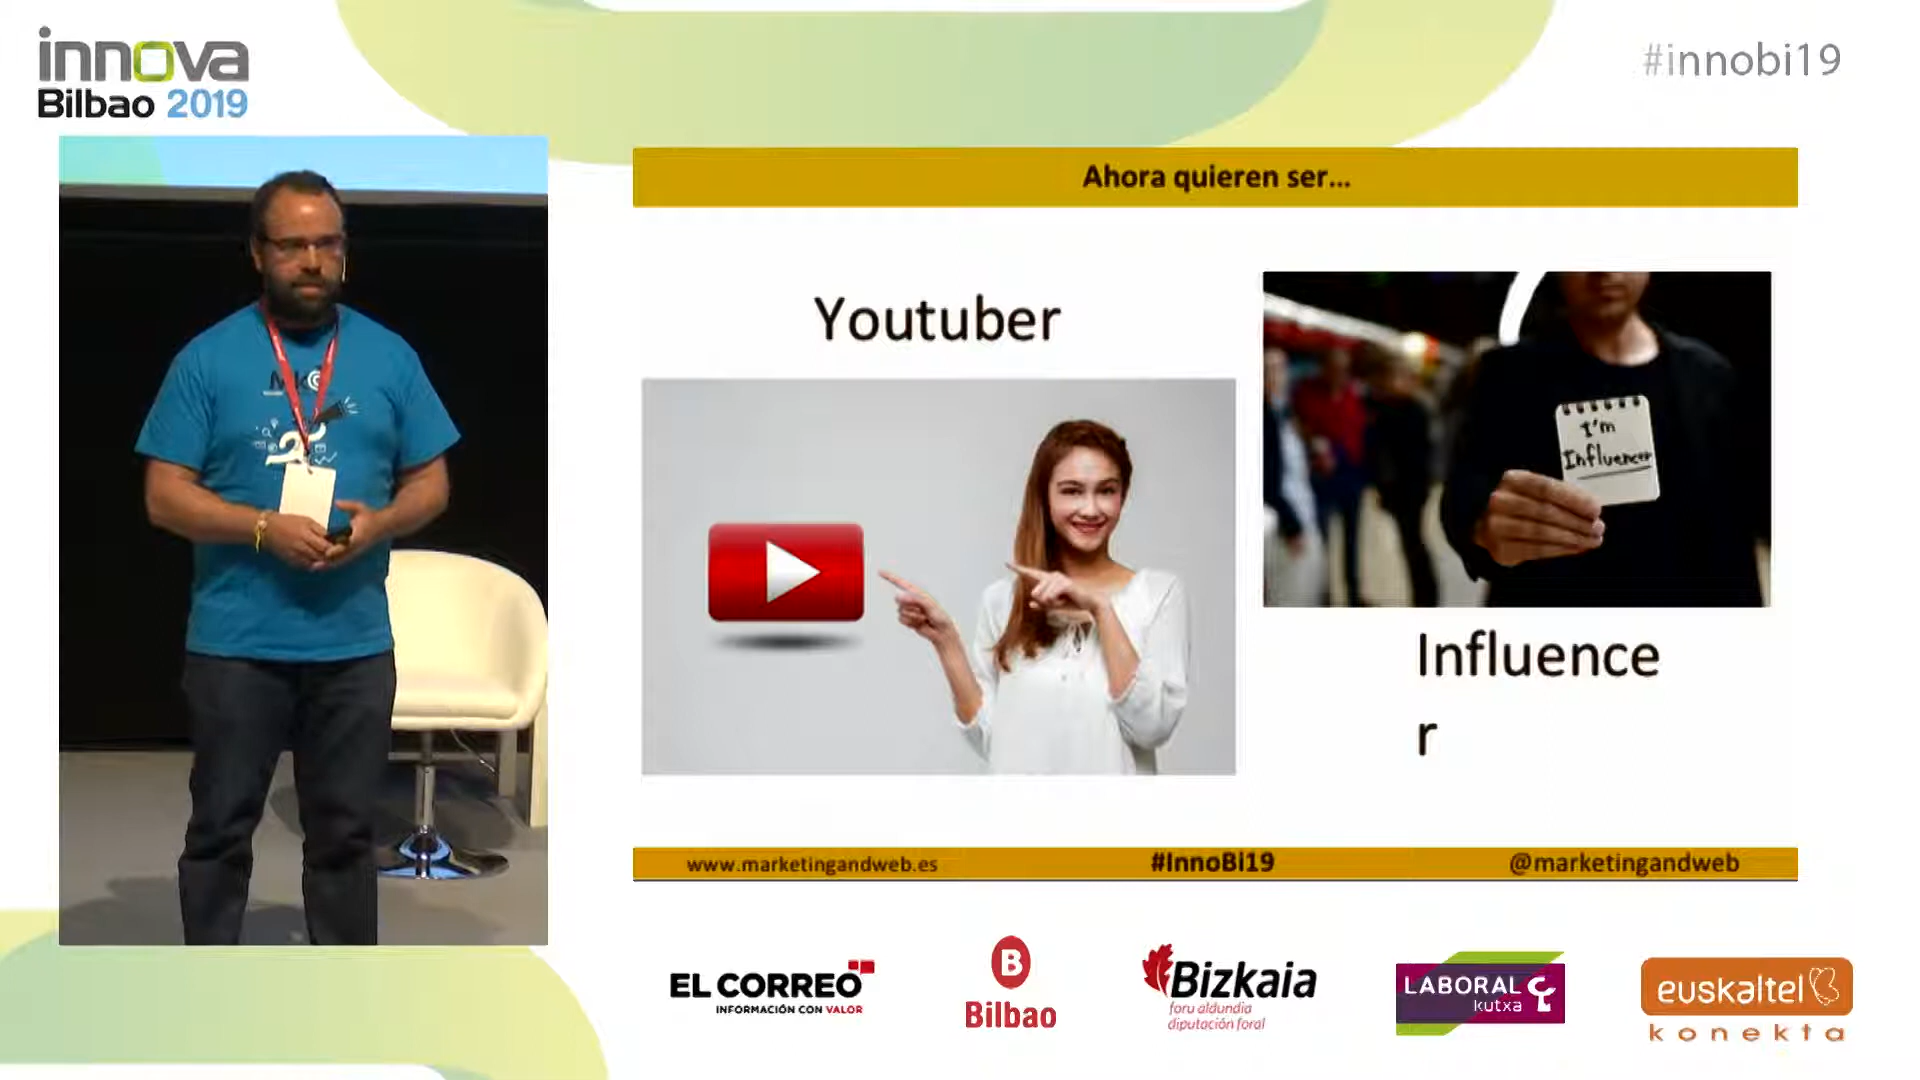 innova
Bilbao 2019
#innobi19
Ahora quieren ser...
Youtuber
I'm
Influencer
Influence
r
www.marketingandweb.es
#InnoBI19
@marketingandweb
EL CORREO
INFORMACIÓN CON VALOR
B
Bilbao
Bizkaia
foru aldundia
diputación foral
LABORAL
kutxa
euskaltel
konekta